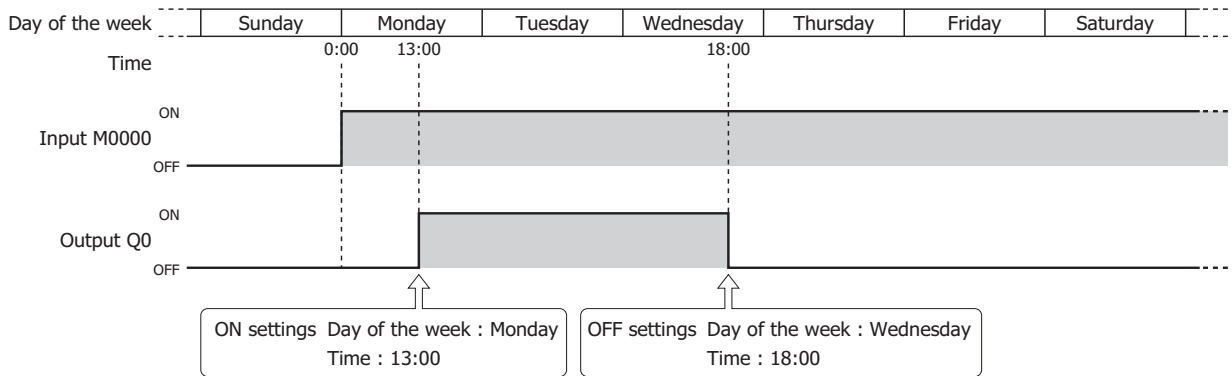 Day of the week Sunday Monday Tuesday Wednesday Thursday Friday Saturday
Time 0:00 13:00 18:00
ON
Input M0000
OFF
ON
Output Q0
OFF
ON settings Day of the week : Monday
Time : 13:00
OFF settings Day of the week : Wednesday
Time : 18:00